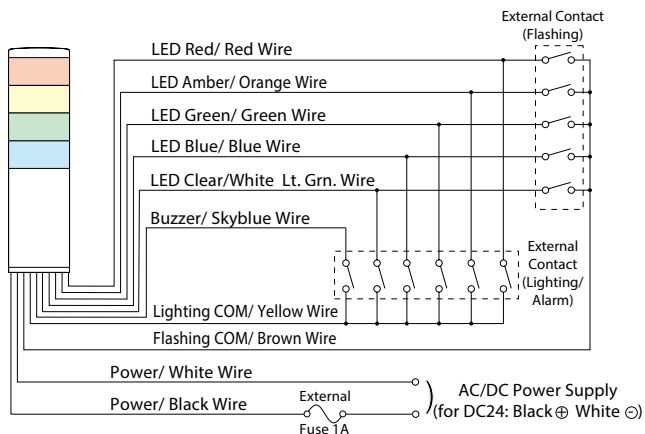 External Contact
(Flashing)
LED Red/ Red Wire
LED Amber/ Orange Wire
LED Green/ Green Wire
LED Blue/ Blue Wire
LED Clear/White Lt. Grn. Wire
Buzzer/ Skyblue Wire
External
Contact
(Lighting/
Alarm)
Lighting COM/ Yellow Wire
Flashing COM/ Brown Wire
Power/ White Wire
Power/ Black Wire
External
Fuse 1A
AC/DC Power Supply
(for DC24: Black ⊕ White ⊖)